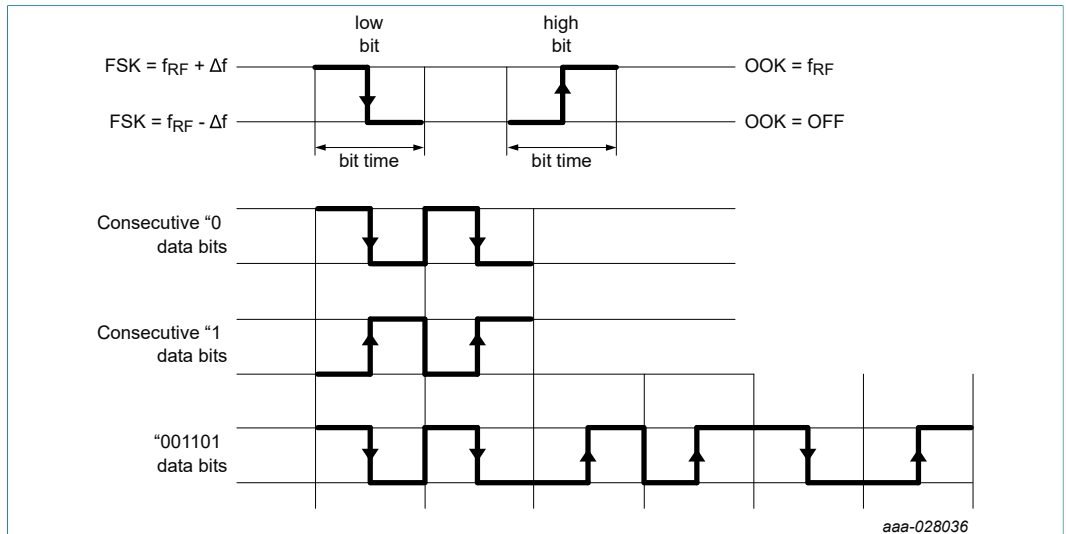 low
bit
high
bit
FSK = fRF + Δf
OOK = fRF
FSK = fRF - Δf
OOK = OFF
bit time
bit time
Consecutive “0
data bits
Consecutive “1
data bits
“001101
data bits
aaa-028036